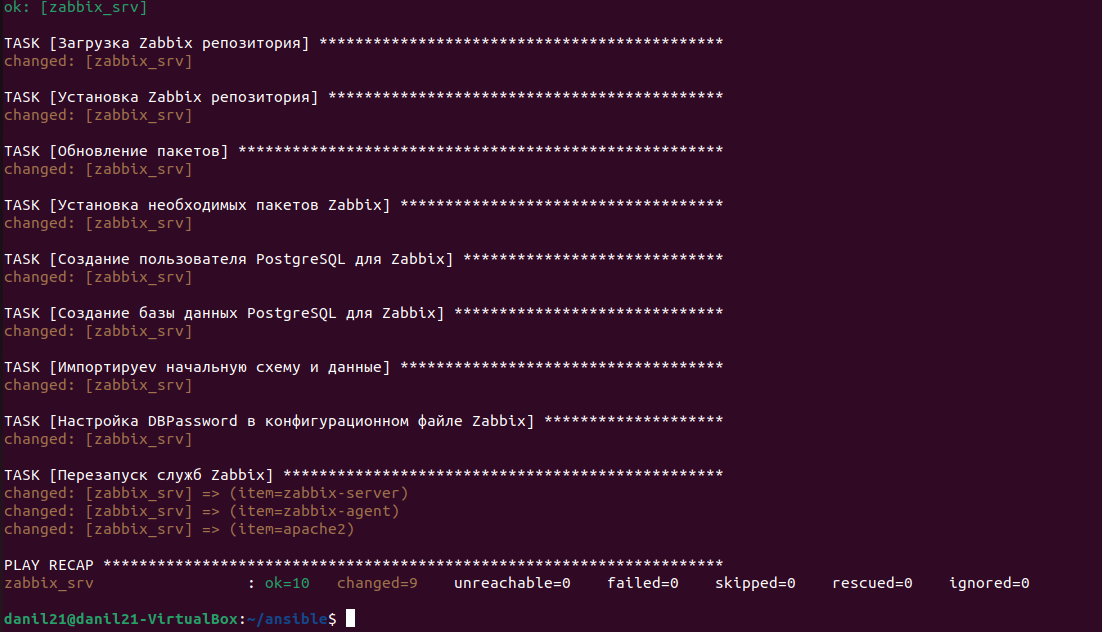 ok: [zabbix_srv]
TASK [Загрузка Zabbix репозитория] *********************************************
changed: [zabbix_srv]
TASK [Установка Zabbix репозитория] ********************************************
changed: [zabbix_srv]
TASK [Обновление пакетов] ******************************************************
changed: [zabbix_srv]
TASK [Установка необходимых пакетов Zabbix] ************************************
changed: [zabbix_srv]
TASK [Создание пользователя PostgreSQL для Zabbix] *****************************
changed: [zabbix_srv]
TASK [Создание базы данных PostgreSQL для Zabbix] ******************************
changed: [zabbix_srv]
TASK [Импортируеv начальную схему и данные] ************************************
changed: [zabbix_srv]
TASK [Настройка DBPassword в конфигурационном файле Zabbix] ********************
changed: [zabbix_srv]
TASK [Перезапуск служб Zabbix] *************************************************
changed: [zabbix_srv] => (item=zabbix-server)
changed: [zabbix_srv] => (item=zabbix-agent)
changed: [zabbix_srv] => (item=apache2)
PLAY RECAP *********************************************************************
zabbix_srv                 : ok=10   changed=9    unreachable=0    failed=0    skipped=0    rescued=0    ignored=0
danil21@danil21-VirtualBox:~/ansible$